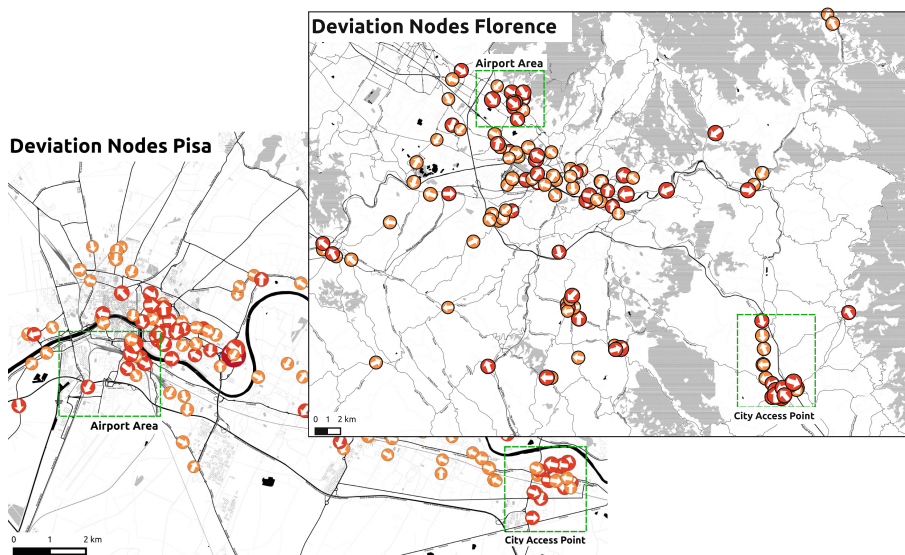 Deviation Nodes Florence
Airport Area
City Access Point
0 1 2 km
Deviation Nodes Pisa
Airport Area
City Access Point
0 1 2 km